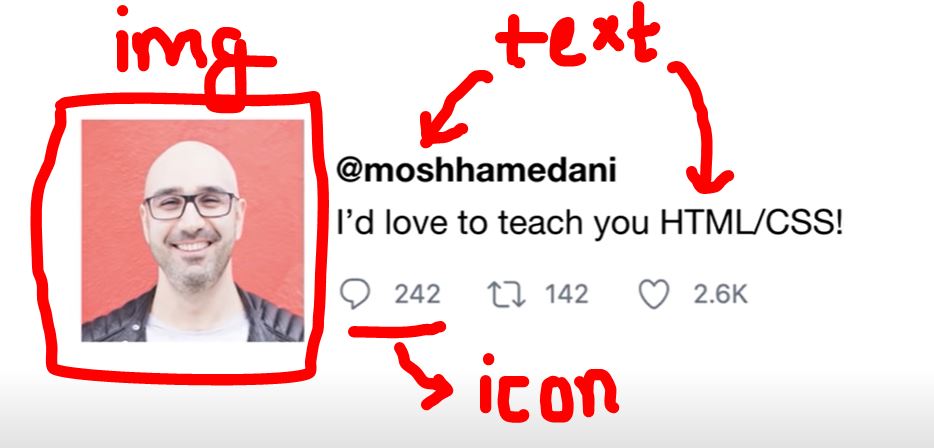 img
text
@moshhamedani
I’d love to teach you HTML/CSS!
242 142 2.6K
icon